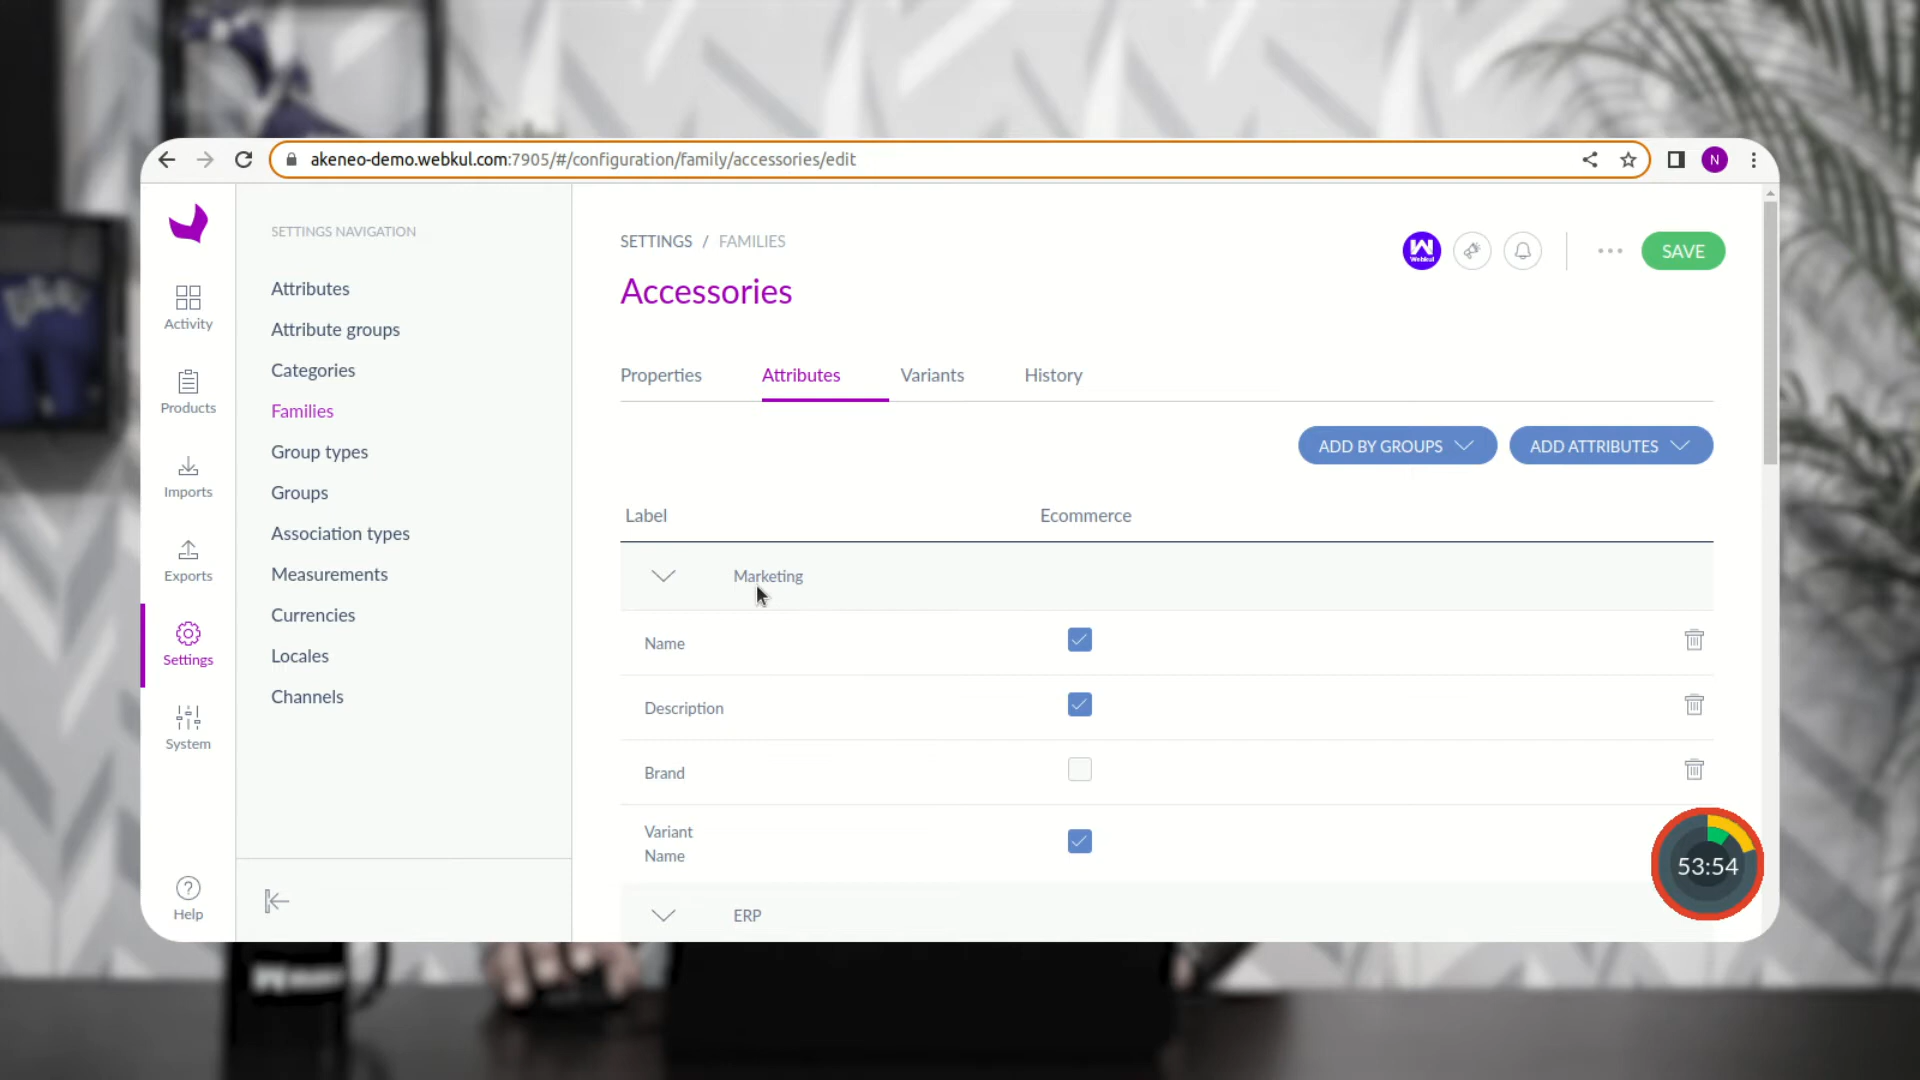 akeneo-demo.webkul.com:7905/#/configuration/family/accessories/edit
N
SETTINGS NAVIGATION
Attributes
Attribute groups
Categories
Families
Group types
Groups
Association types
Measurements
Currencies
Locales
Channels
Activity
Products
Imports
Exports
Settings
System
Help
SETTINGS / FAMILIES
Webkul
SAVE
Accessories
Properties
Attributes
Variants
History
ADD BY GROUPS
ADD ATTRIBUTES
Label
Ecommerce
Marketing
Name
Description
Brand
Variant
Name
ERP
53:54